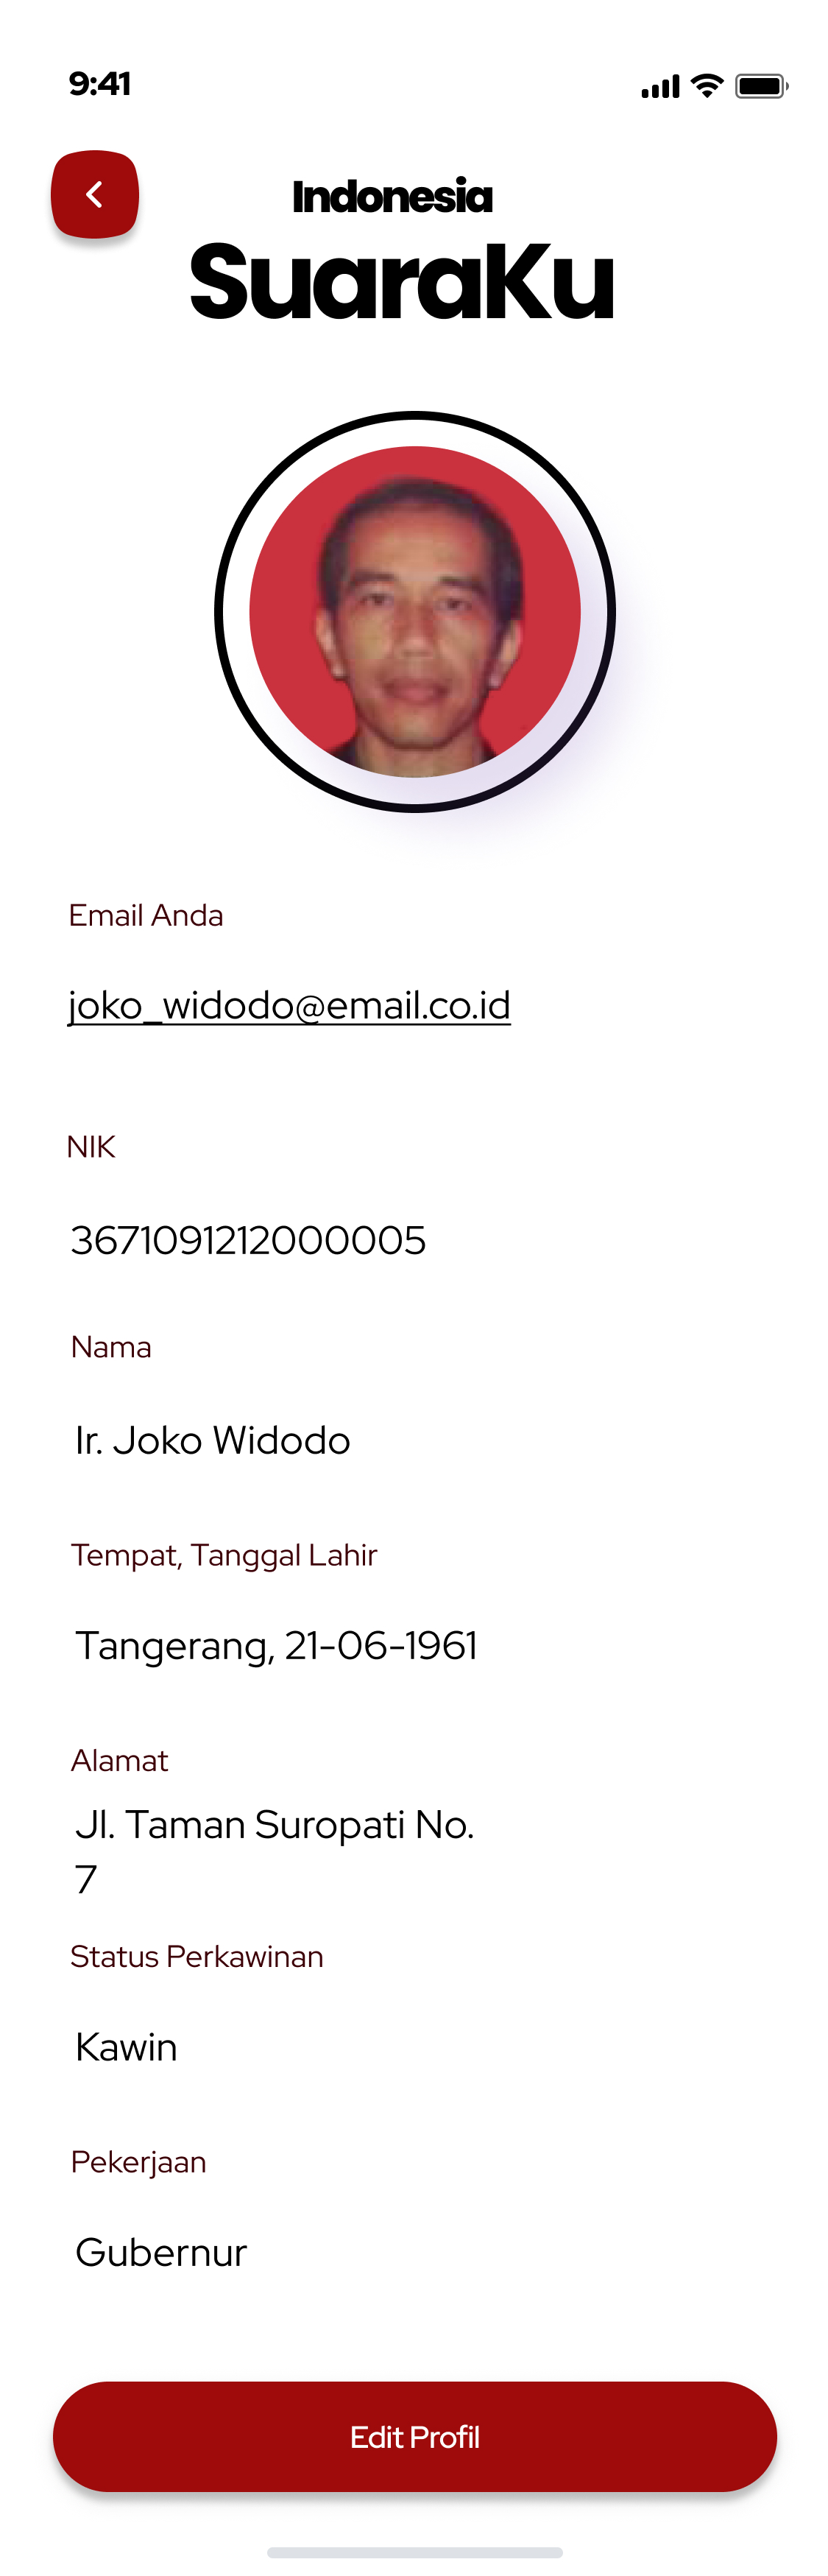 9:41
Indonesia
SuaraKu
Email Anda
joko_widodo@email.co.id
NIK
3671091212000005
Nama
Ir. Joko Widodo
Tempat, Tanggal Lahir
Tangerang, 21-06-1961
Alamat
Jl. Taman Suropati No.
7
Status Perkawinan
Kawin
Pekerjaan
Gubernur
Edit Profil